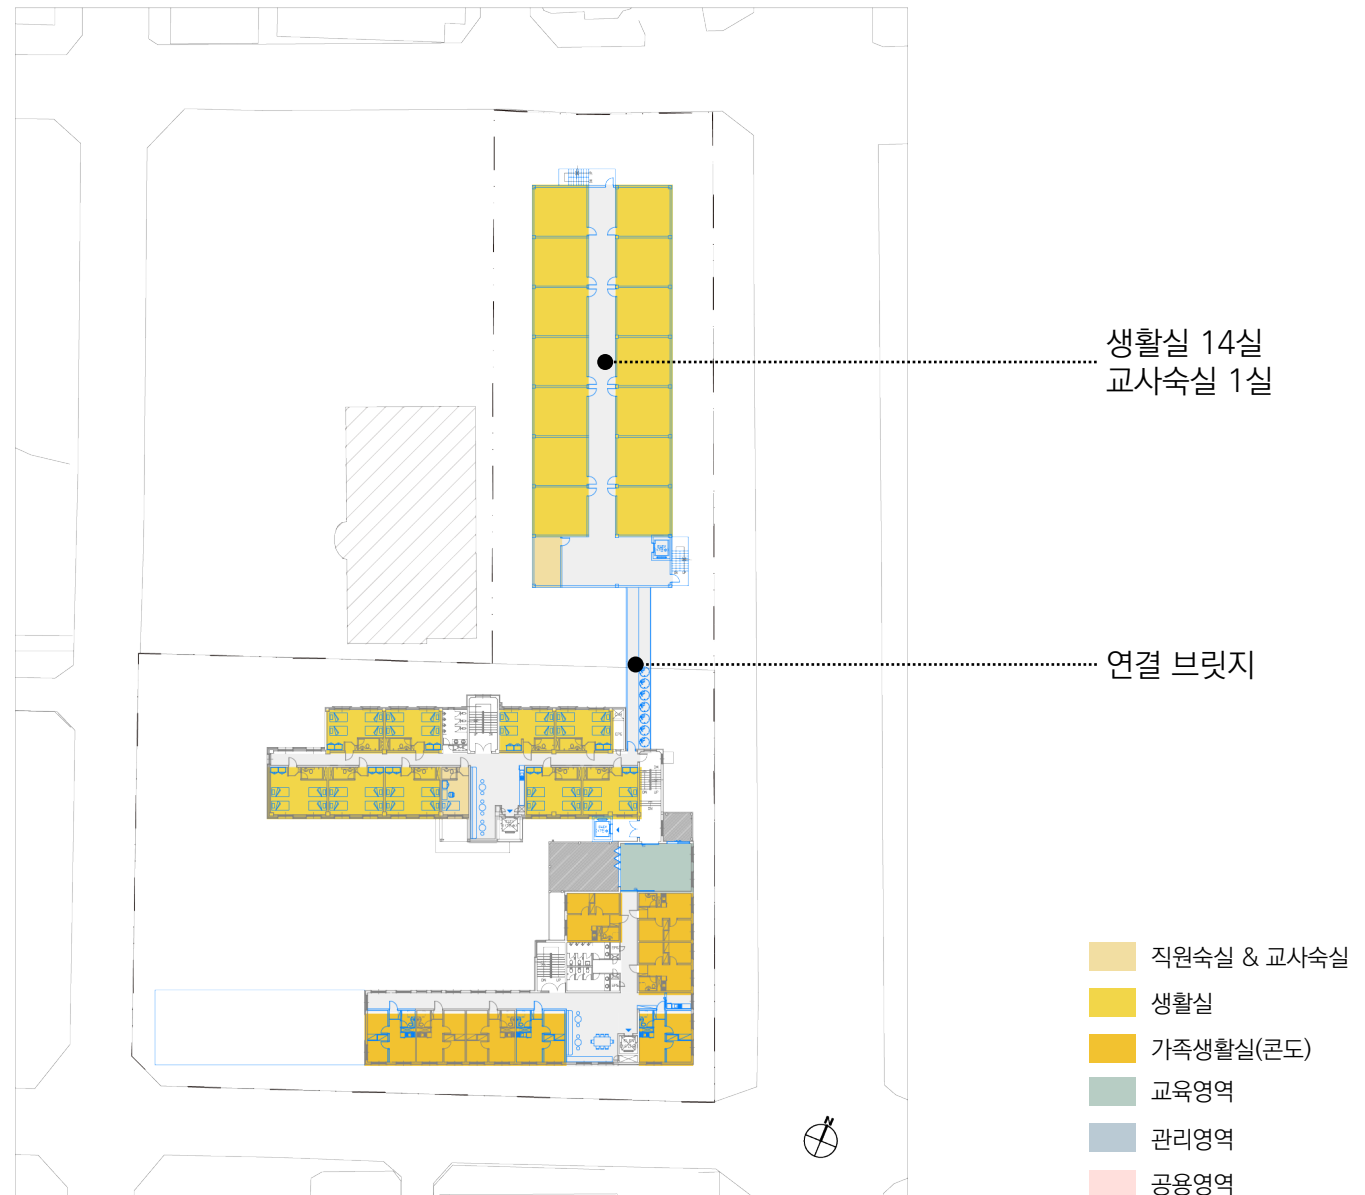 생활실 14실
교사숙실 1실
연결 브릿지
직원숙실 & 교사숙실
생활실
가족생활실(콘도)
교육영역
관리영역
공용영역
N